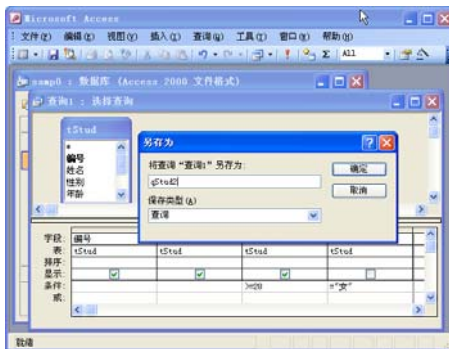 Microsoft Access
文件(F) 编辑(E) 视图(V) 插入(I) 查询(Q) 工具(T) 窗口(W) 帮助(H)
Σ All
samp0 : 数据库 (Access 2000 文件格式)
查询1 : 选择查询
tStud
*
编号
姓名
性别
年龄
另存为
将查询“查询1”另存为:
qStud2
确定
取消
保存类型(A)
查询
字段: 编号
表: tStud tStud tStud tStud
排序:
显示:
条件: >=20 ="女"
或:
就绪